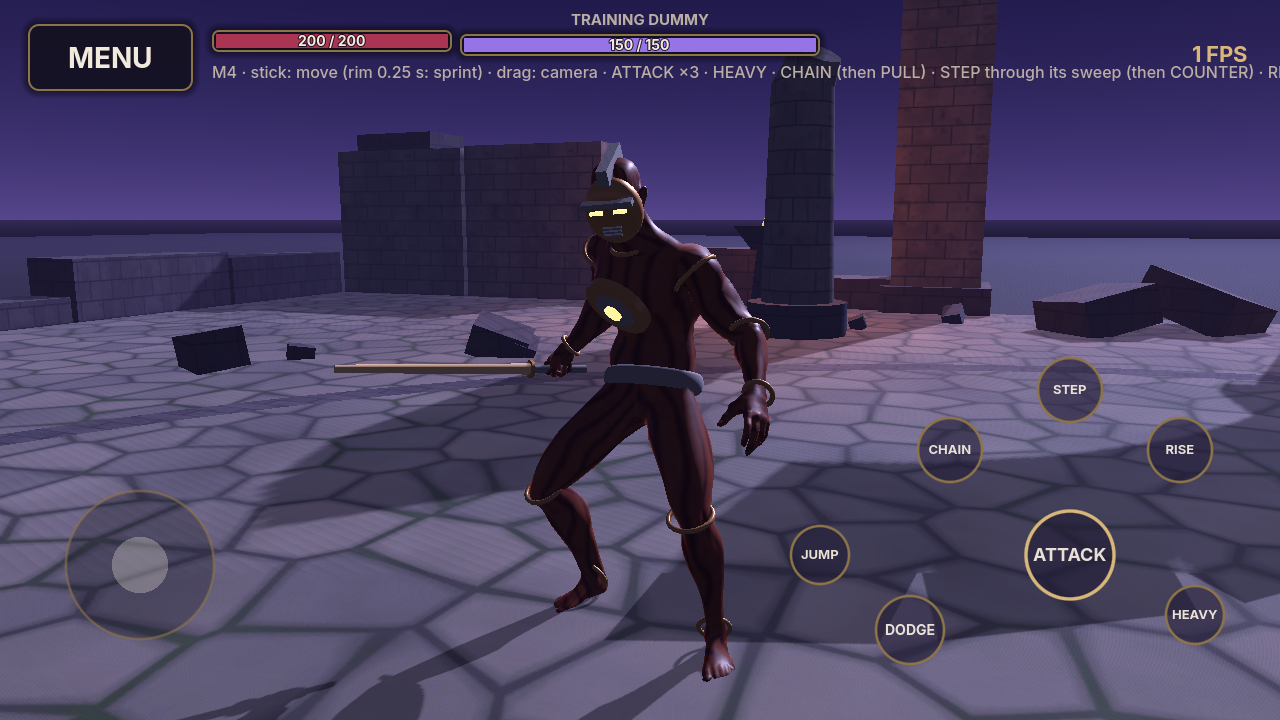 MENU
TRAINING DUMMY
200 / 200
150 / 150
1 FPS
M4 · stick: move (rim 0.25 s: sprint) · drag: camera · ATTACK ×3 · HEAVY · CHAIN (then PULL) · STEP through its sweep (then COUNTER) ·
STEP
CHAIN
RISE
JUMP
ATTACK
DODGE
HEAVY